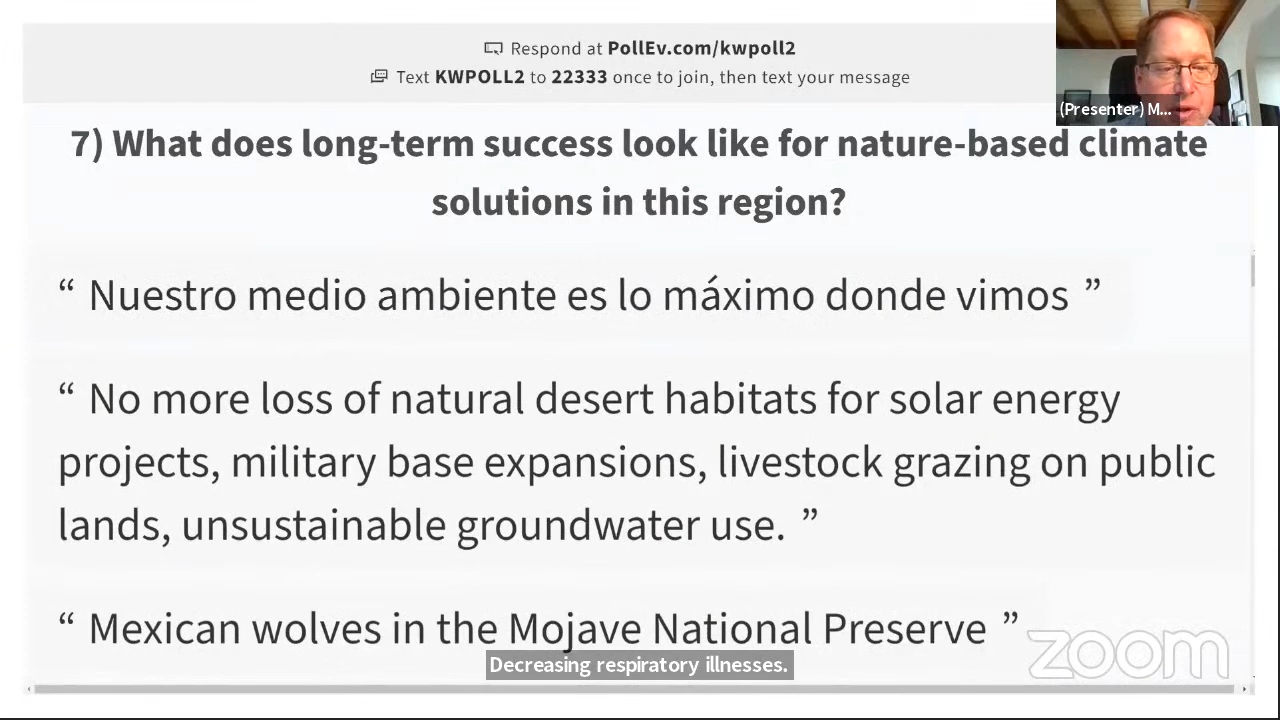 Respond at PollEv.com/kwpoll2
Text KWPOLL2 to 22333 once to join, then text your message
(Presenter) M...
7) What does long-term success look like for nature-based climate
solutions in this region?
“ Nuestro medio ambiente es lo máximo donde vimos ”
“ No more loss of natural desert habitats for solar energy
projects, military base expansions, livestock grazing on public
lands, unsustainable groundwater use. ”
“ Mexican wolves in the Mojave National Preserve ”
Decreasing respiratory illnesses.
zoom